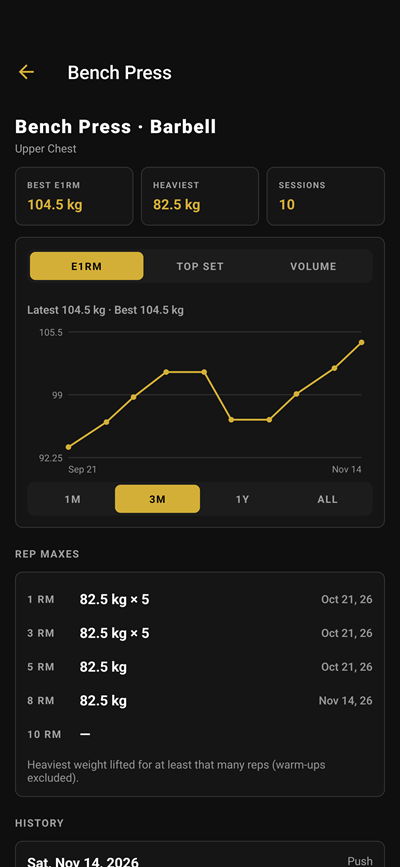 Bench Press
Bench Press · Barbell
Upper Chest
BEST E1RM
104.5 kg
HEAVIEST
82.5 kg
SESSIONS
10
E1RM
TOP SET
VOLUME
Latest 104.5 kg · Best 104.5 kg
105.5
99
92.25
Sep 21
Nov 14
1M
3M
1Y
ALL
REP MAXES
1 RM 82.5 kg × 5 Oct 21, 26
3 RM 82.5 kg × 5 Oct 21, 26
5 RM 82.5 kg Oct 21, 26
8 RM 82.5 kg Nov 14, 26
10 RM –
Heaviest weight lifted for at least that many reps (warm-ups
excluded).
HISTORY
Sat, Nov 14, 2026 Push